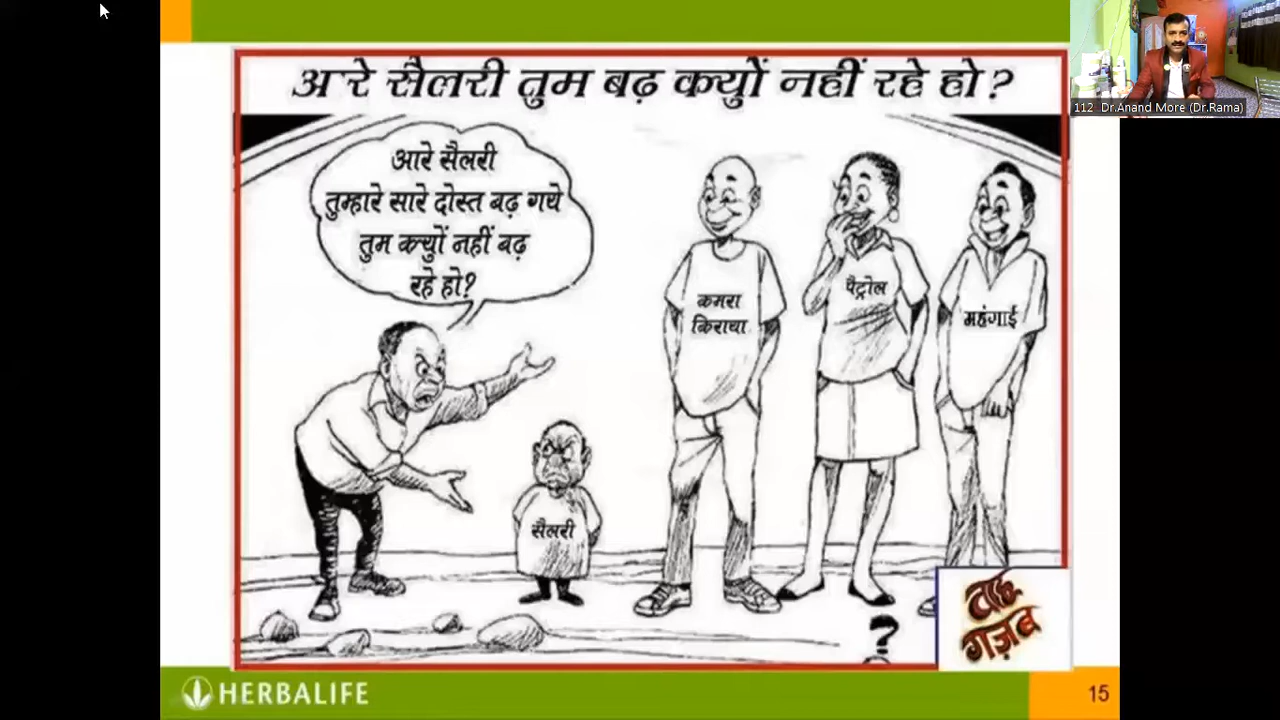 अ रे सैलरी तुम बढ़ क्युों नहीं रहे हो?
112 Dr.Anand More (Dr.Rama)
आरे सैलरी
तुम्हारे सारे दोस्त बढ़ गये
तुम क्युों नहीं बढ़
रहे हो?
कमरा
किराया
पैट्रोल
महंगाई
सैलरी
?
गज़ब
HERBALIFE
15